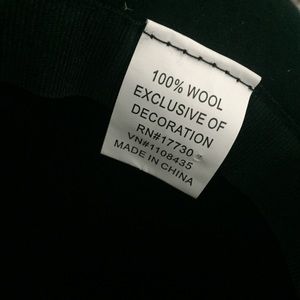 100% WOOL
EXCLUSIVE OF
DECORATION
RN#17730
VN#1108435
MADE IN CHINA